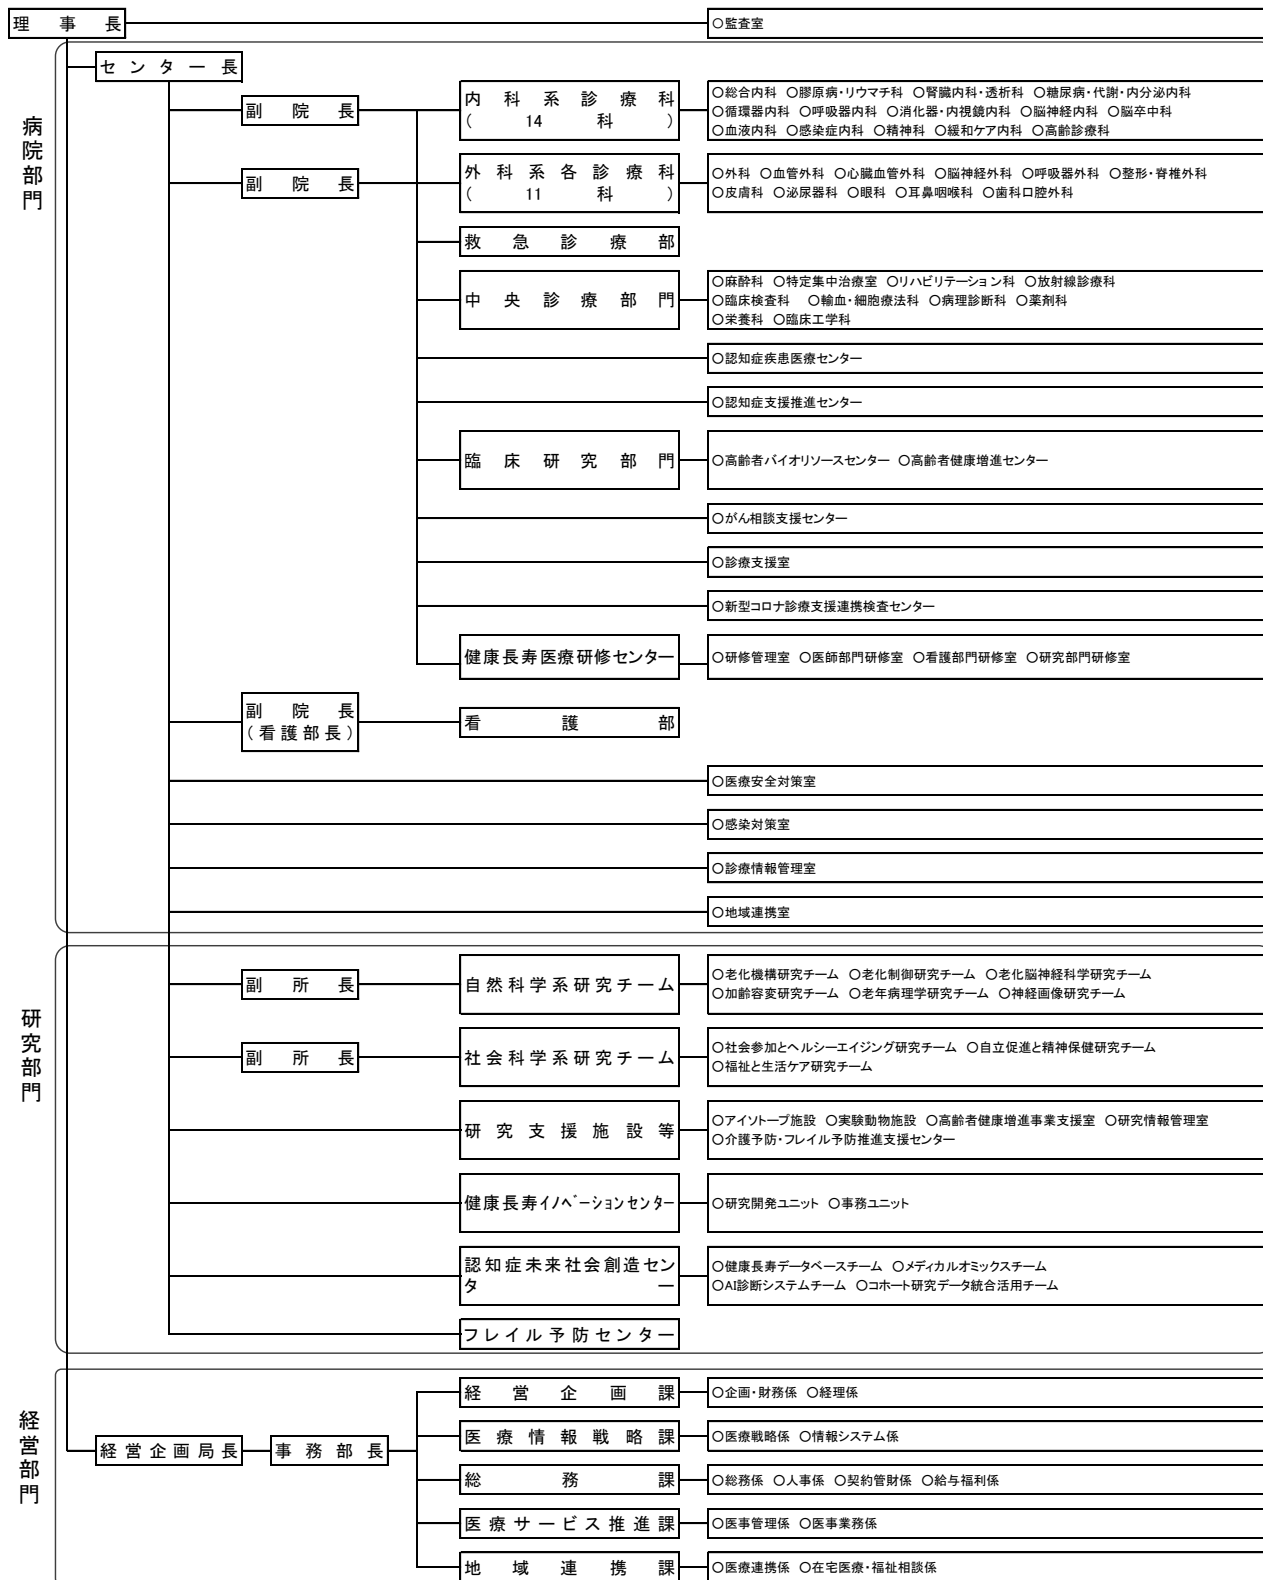 理事長
○監査室
病院部門
センター長
副院長
内科系診療科
(14科)
○総合内科 ○膠原病・リウマチ科 ○腎臓内科・透析科 ○糖尿病・代謝・内分泌内科
○循環器内科 ○呼吸器内科 ○消化器・内視鏡内科 ○脳神経内科 ○脳卒中科
○血液内科 ○感染症内科 ○精神科 ○緩和ケア内科 ○高齢診療科
副院長
外科系各診療科
(11科)
○外科 ○血管外科 ○心臓血管外科 ○脳神経外科 ○呼吸器外科 ○整形・脊椎外科
○皮膚科 ○泌尿器科 ○眼科 ○耳鼻咽喉科 ○歯科口腔外科
救急診療部
中央診療部門
○麻酔科 ○特定集中治療室 ○リハビリテーション科 ○放射線診療科
○臨床検査科 ○輸血・細胞療法科 ○病理診断科 ○薬剤科
○栄養科 ○臨床工学科
○認知症疾患医療センター
○認知症支援推進センター
臨床研究部門
○高齢者バイオリソースセンター ○高齢者健康増進センター
○がん相談支援センター
○診療支援室
○新型コロナ診療支援連携検査センター
健康長寿医療研修センター
○研修管理室 ○医師部門研修室 ○看護部門研修室 ○研究部門研修室
副院長
(看護部長)
看護部
○医療安全対策室
○感染対策室
○診療情報管理室
○地域連携室
研究部門
副所長
自然科学系研究チーム
○老化機構研究チーム ○老化制御研究チーム ○老化脳神経科学研究チーム
○加齢容変研究チーム ○老年病理学研究チーム ○神経画像研究チーム
副所長
社会科学系研究チーム
○社会参加とヘルシーエイジング研究チーム ○自立促進と精神保健研究チーム
○福祉と生活ケア研究チーム
研究支援施設等
○アイソトープ施設 ○実験動物施設 ○高齢者健康増進事業支援室 ○研究情報管理室
○介護予防・フレイル予防推進支援センター
健康長寿ｲﾉﾍﾞｰｼｮﾝｾﾝﾀｰ
○研究開発ユニット ○事務ユニット
認知症未来社会創造セン
ター
○健康長寿データベースチーム ○メディカルオミックスチーム
○AI診断システムチーム ○コホート研究データ統合活用チーム
フレイル予防センター
経営部門
経営企画局長
事務部長
経営企画課
○企画・財務係 ○経理係
医療情報戦略課
○医療戦略係 ○情報システム係
総務課
○総務係 ○人事係 ○契約管財係 ○給与福利係
医療サービス推進課
○医事管理係 ○医事業務係
地域連携課
○医療連携係 ○在宅医療・福祉相談係